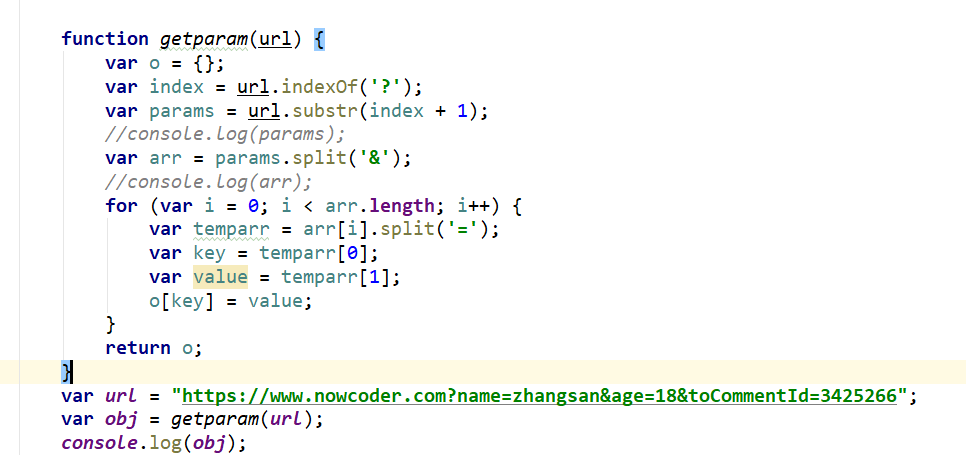 function getparam(url) {
    var o = {};
    var index = url.indexOf('?');
    var params = url.substr(index + 1);
    //console.log(params);
    var arr = params.split('&');
    //console.log(arr);
    for (var i = 0; i < arr.length; i++) {
        var temparr = arr[i].split('=');
        var key = temparr[0];
        var value = temparr[1];
        o[key] = value;
    }
    return o;
}
var url = "https://www.nowcoder.com?name=zhangsan&age=18&toCommentId=3425266";
var obj = getparam(url);
console.log(obj);